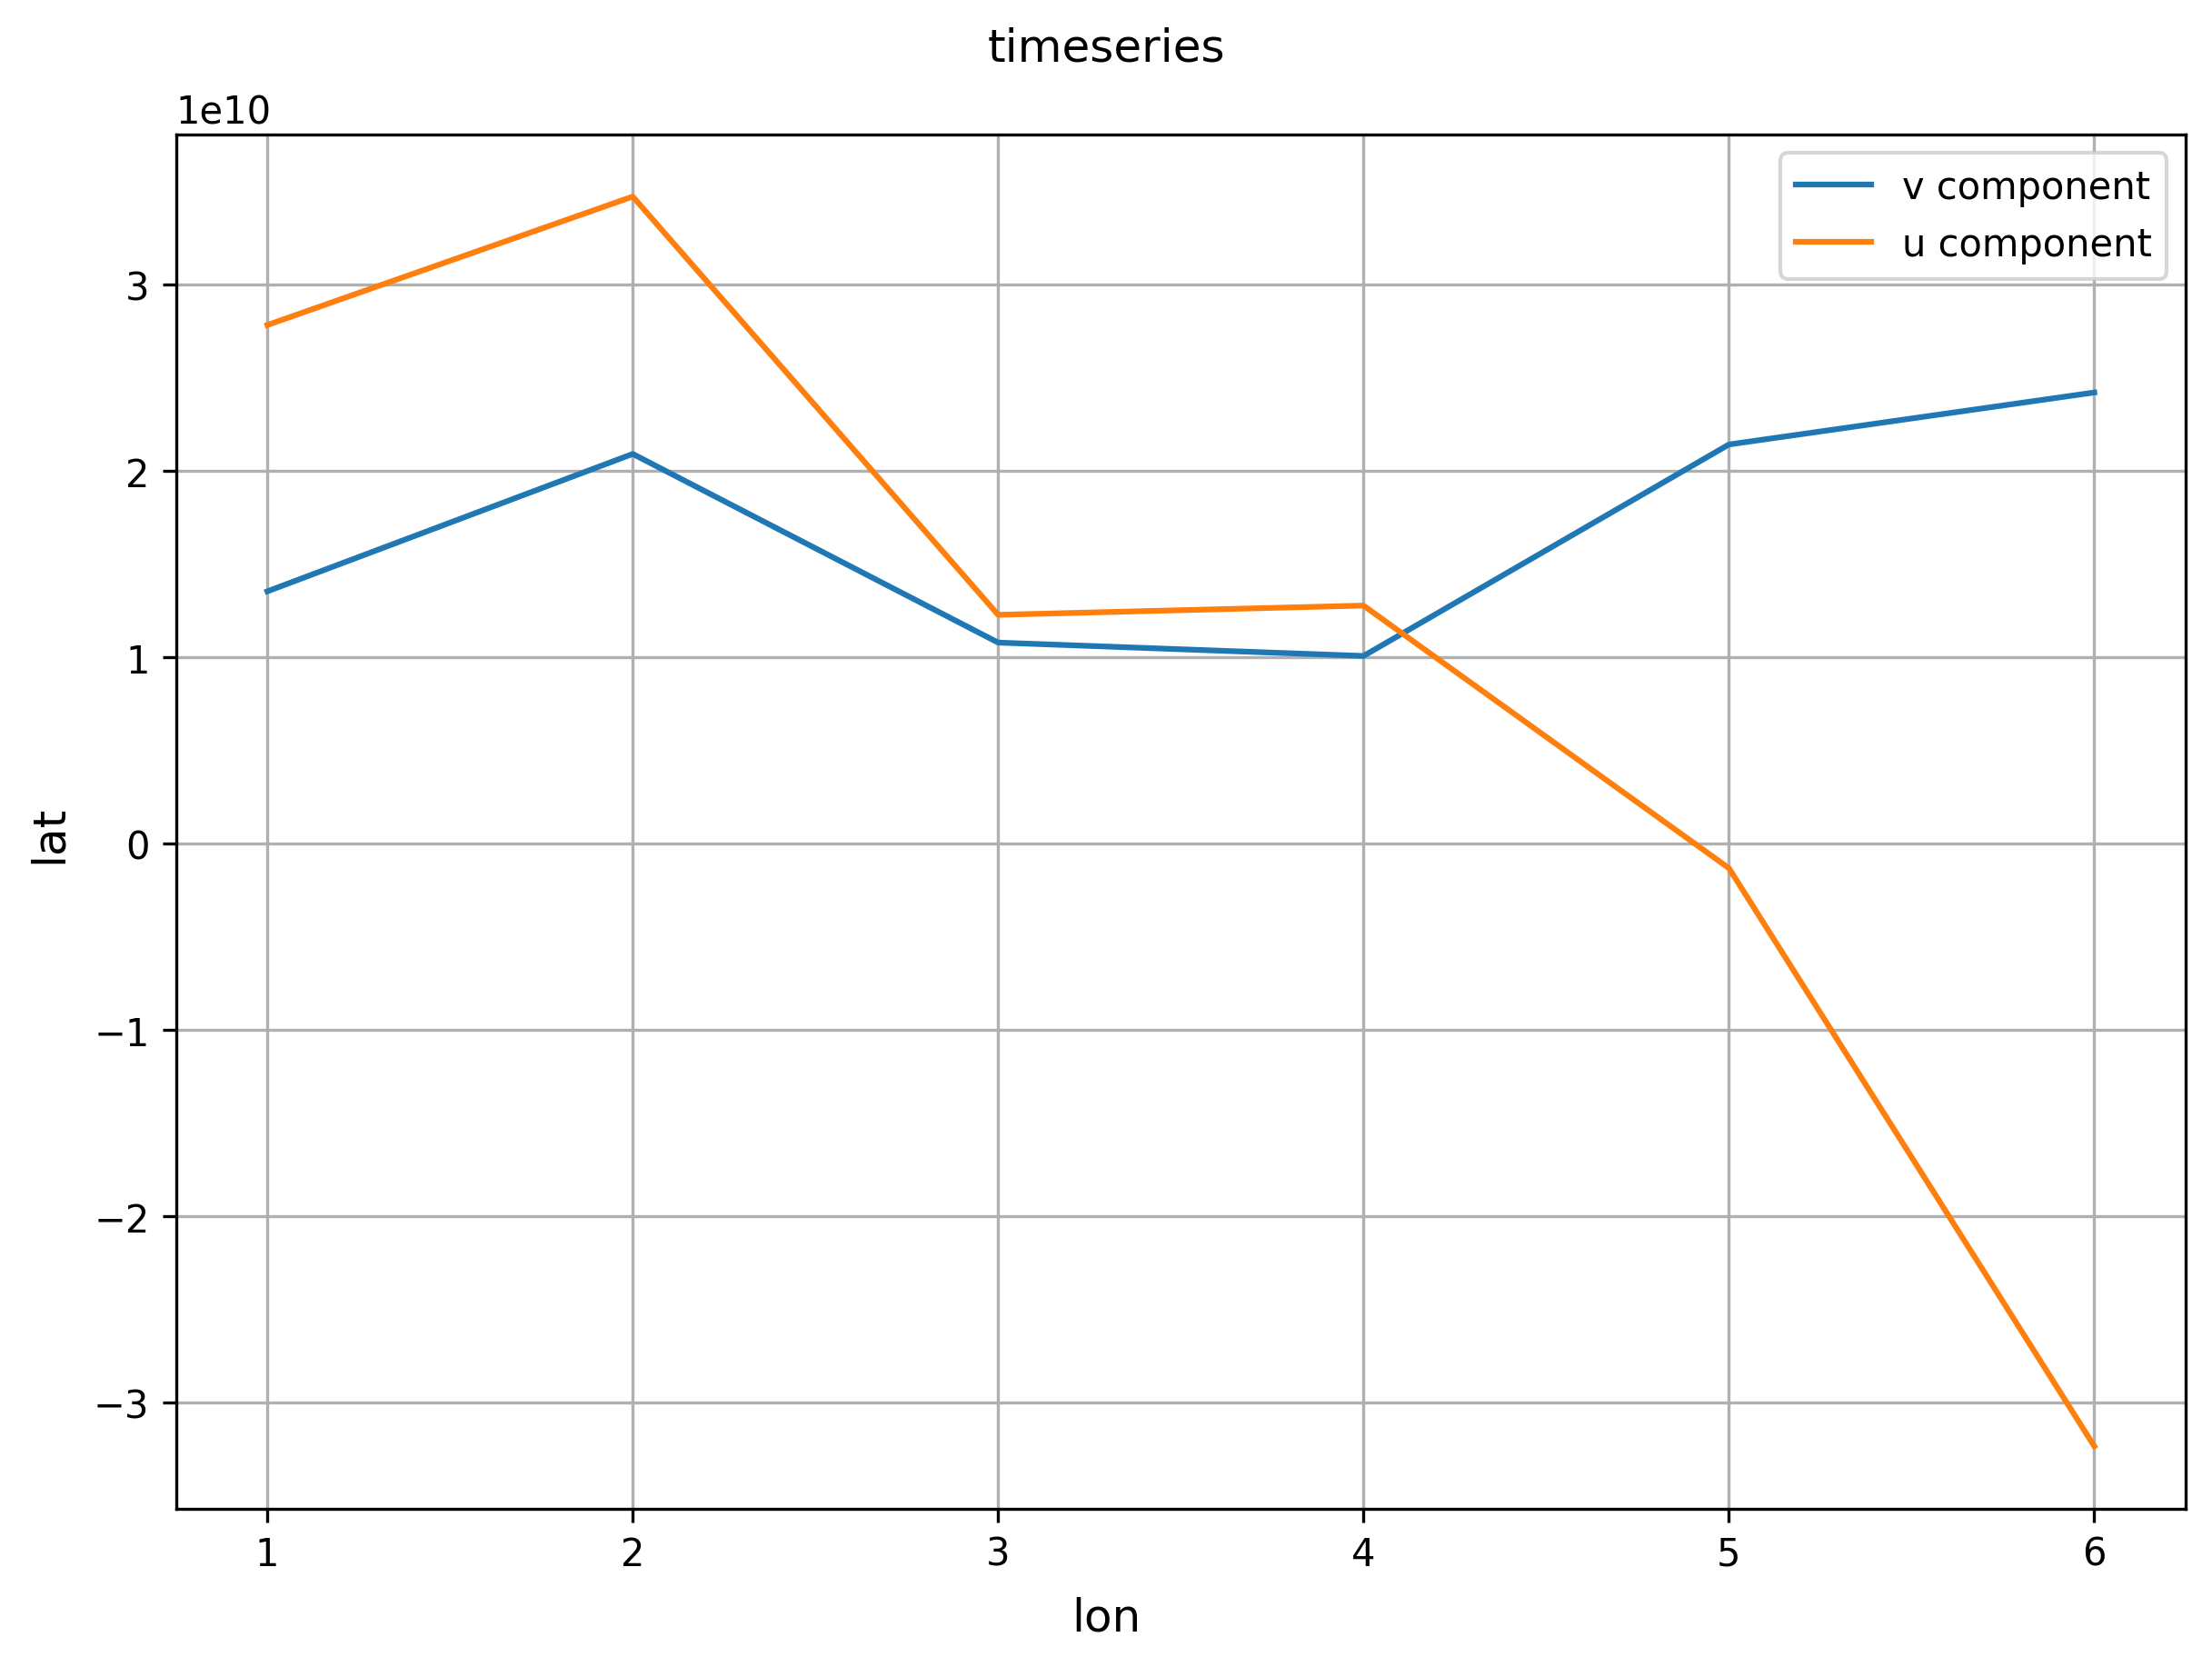 timeseries
1e10
v component
u component
3
2
1
0
−1
−2
−3
lat
1 2 3 4 5 6
lon